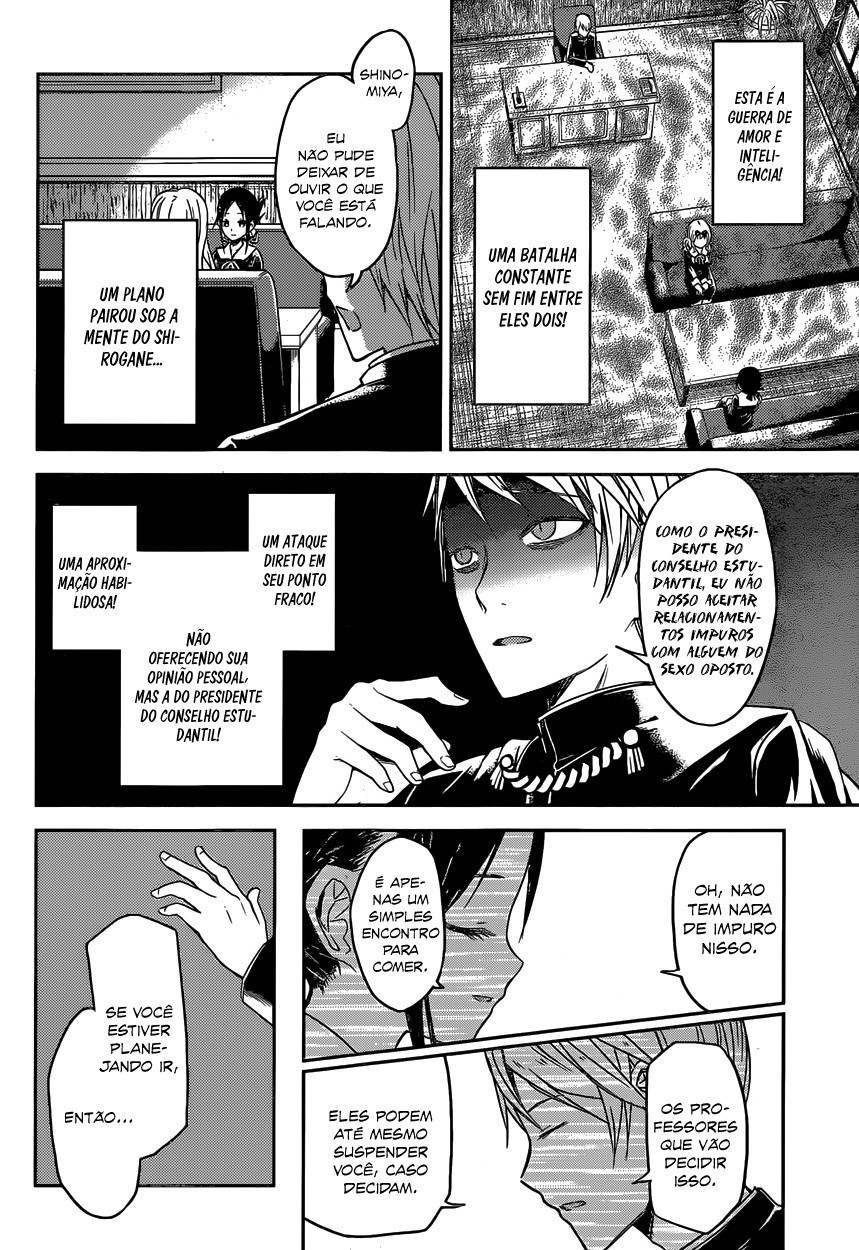 ESTA É A
GUERRA DE
AMOR E
INTELI-
GÊNCIA!
UMA BATALHA
CONSTANTE
SEM FIM ENTRE
ELES DOIS!
SHINO-
MIYA,
EU
NÃO PUDE
DEIXAR DE
OUVIR O QUE
VOCÊ ESTÁ
FALANDO.
UM PLANO
PAIROU SOB A
MENTE DO SHI-
ROGANE...
COMO O PRESI-
DENTE DO
CONSELHO ESTU-
DANTIL, EU NÃO
POSSO ACEITAR
RELACIONAMEN-
TOS IMPUROS
COM ALGUEM DO
SEXO OPOSTO.
UM ATAQUE
DIRETO EM
SEU PONTO
FRACO!
UMA APROXI-
MAÇÃO HABI-
LIDOSA!
NÃO
OFERECENDO SUA
OPINIÃO PESSOAL,
MAS A DO PRESIDENTE
DO CONSELHO ESTU-
DANTIL!
OH, NÃO
TEM NADA
DE IMPURO
NISSO.
É APE-
NAS UM
SIMPLES
ENCONTRO
PARA
COMER.
OS PRO-
FESSORES
QUE VÃO
DECIDIR
ISSO.
ELES PODEM
ATÉ MESMO
SUSPENDER
VOCÊ, CASO
DECIDAM.
SE VOCÊ
ESTIVER
PLANE-
JANDO IR,
ENTÃO...